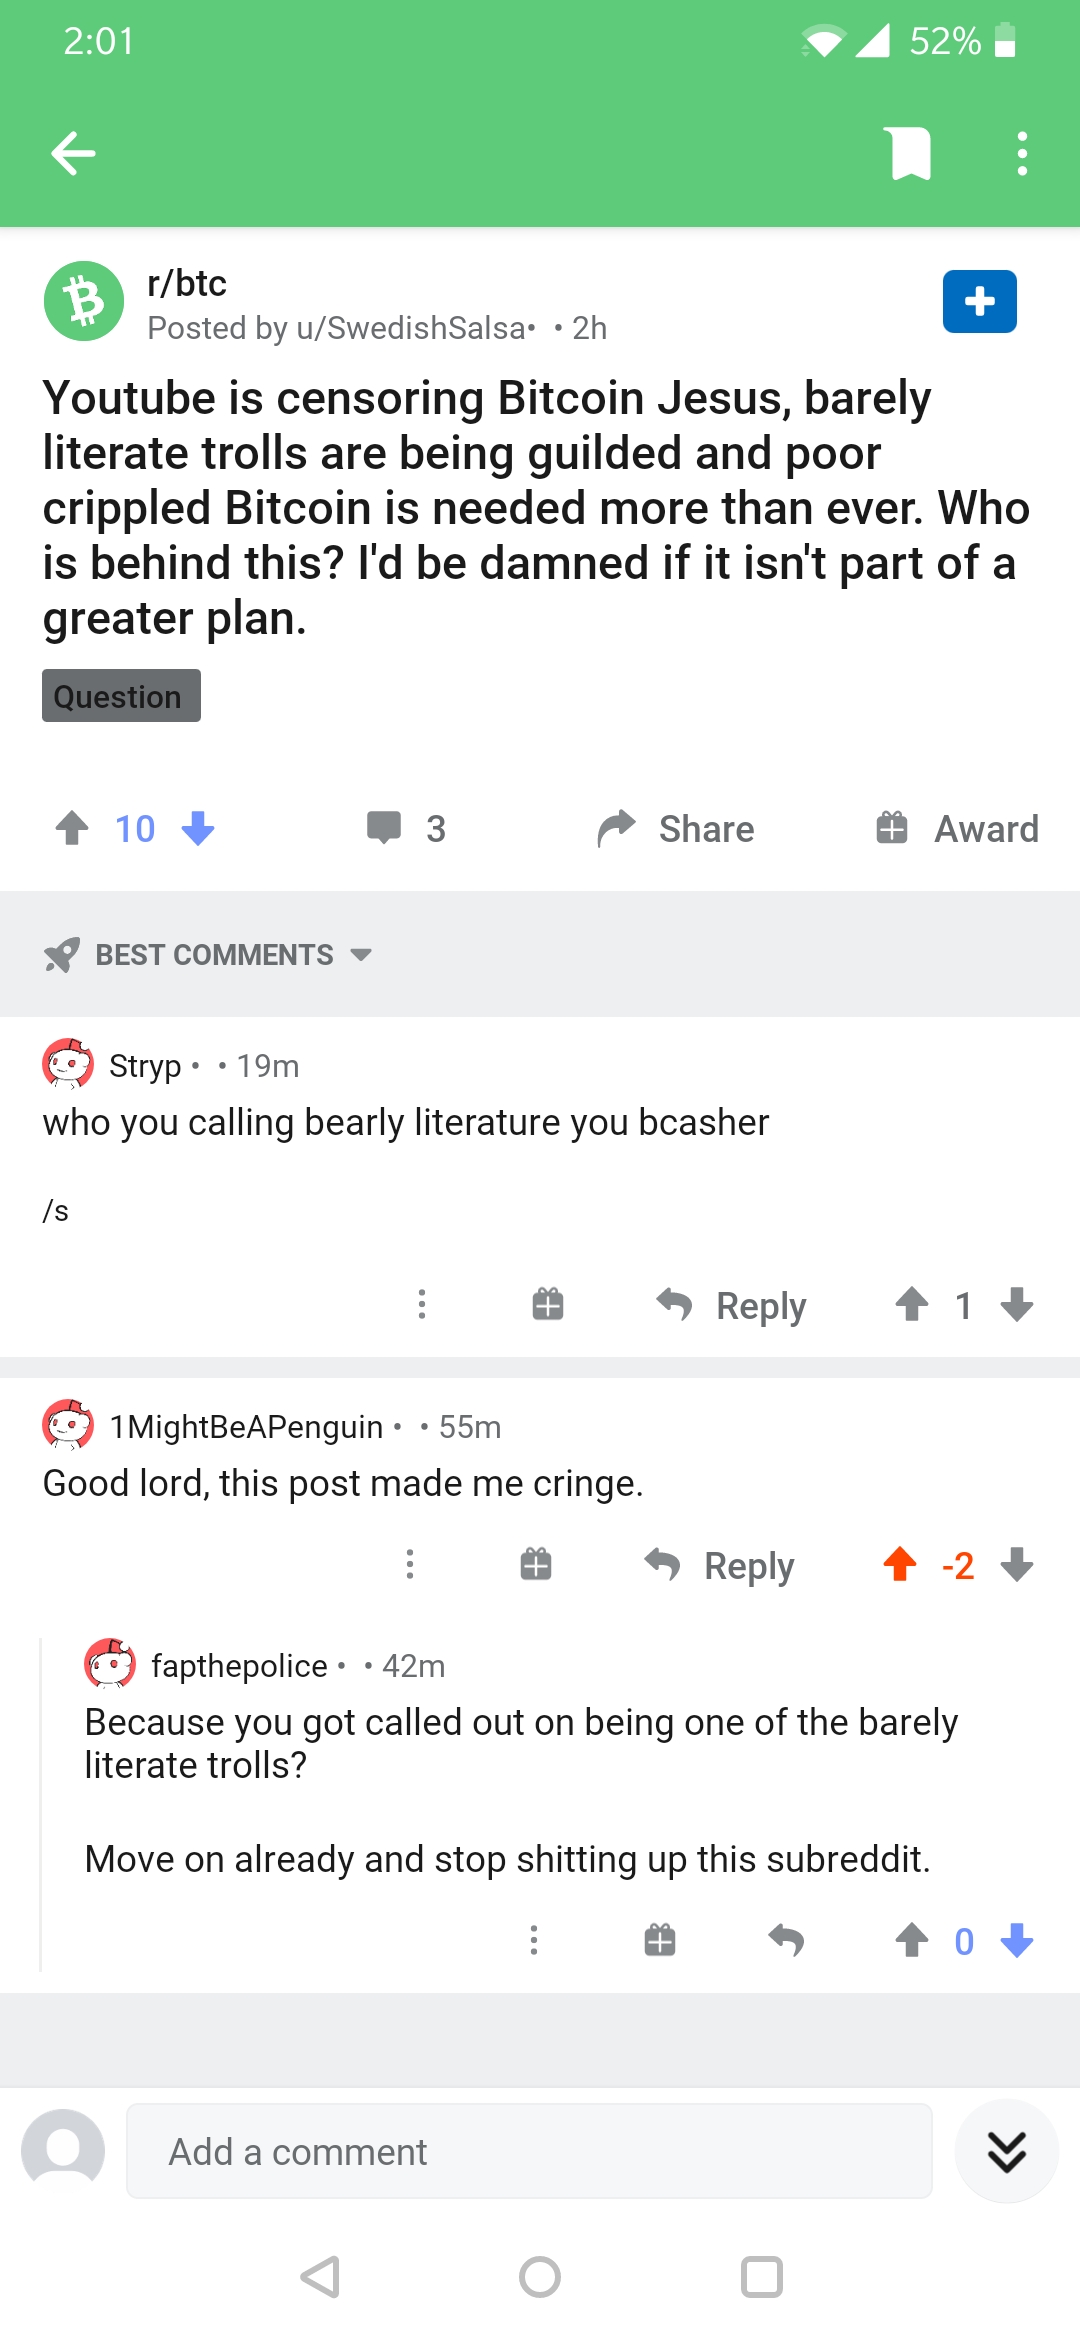 2:01
52%
r/btc
Posted by u/SwedishSalsa • • 2h
Youtube is censoring Bitcoin Jesus, barely
literate trolls are being guilded and poor
crippled Bitcoin is needed more than ever. Who
is behind this? I'd be damned if it isn't part of a
greater plan.
Question
10
3
Share
Award
BEST COMMENTS
Stryp • • 19m
who you calling bearly literature you bcasher
/s
Reply
1
1MightBeAPenguin • • 55m
Good lord, this post made me cringe.
Reply
-2
fapthepolice • • 42m
Because you got called out on being one of the barely
literate trolls?
Move on already and stop shitting up this subreddit.
0
Add a comment